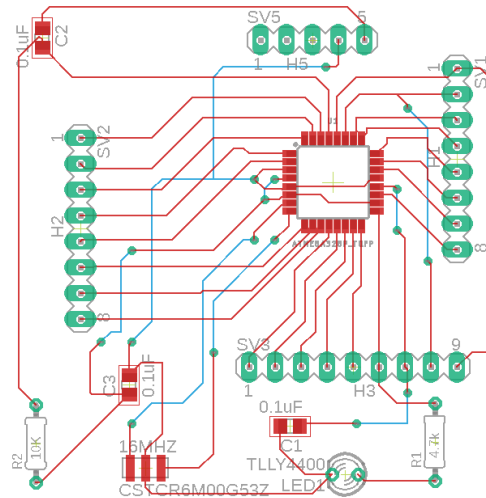 SV5
5
0.1uF
C2
1
H5
1
SV1
U1
SV2
1
H1
H2
ATMEGA328P_TQFP
8
8
SV3
9
0.1uF
C3
1
H3
0.1uF
C1
16MHZ
TLLY4400
10K
R2
4.7k
R1
CSTCR6M00G53Z
LED1